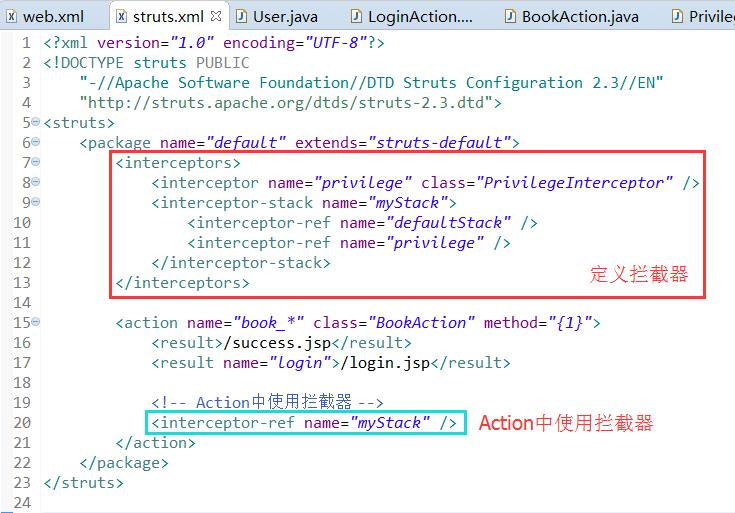 web.xml struts.xml User.java LoginAction.... BookAction.java Privileg
1 <?xml version="1.0" encoding="UTF-8"?>
2 <!DOCTYPE struts PUBLIC
3 "-//Apache Software Foundation//DTD Struts Configuration 2.3//EN"
4 "http://struts.apache.org/dtds/struts-2.3.dtd">
5 <struts>
6 <package name="default" extends="struts-default">
7 <interceptors>
8 <interceptor name="privilege" class="PrivilegeInterceptor" />
9 <interceptor-stack name="myStack">
10 <interceptor-ref name="defaultStack" />
11 <interceptor-ref name="privilege" />
12 </interceptor-stack>
定义拦截器
13 </interceptors>
14
15 <action name="book_*" class="BookAction" method="{1}">
16 <result>/success.jsp</result>
17 <result name="login">/login.jsp</result>
18
19 <!-- Action中使用拦截器 -->
20 <interceptor-ref name="myStack" /> Action中使用拦截器
21 </action>
22 </package>
23 </struts>
24